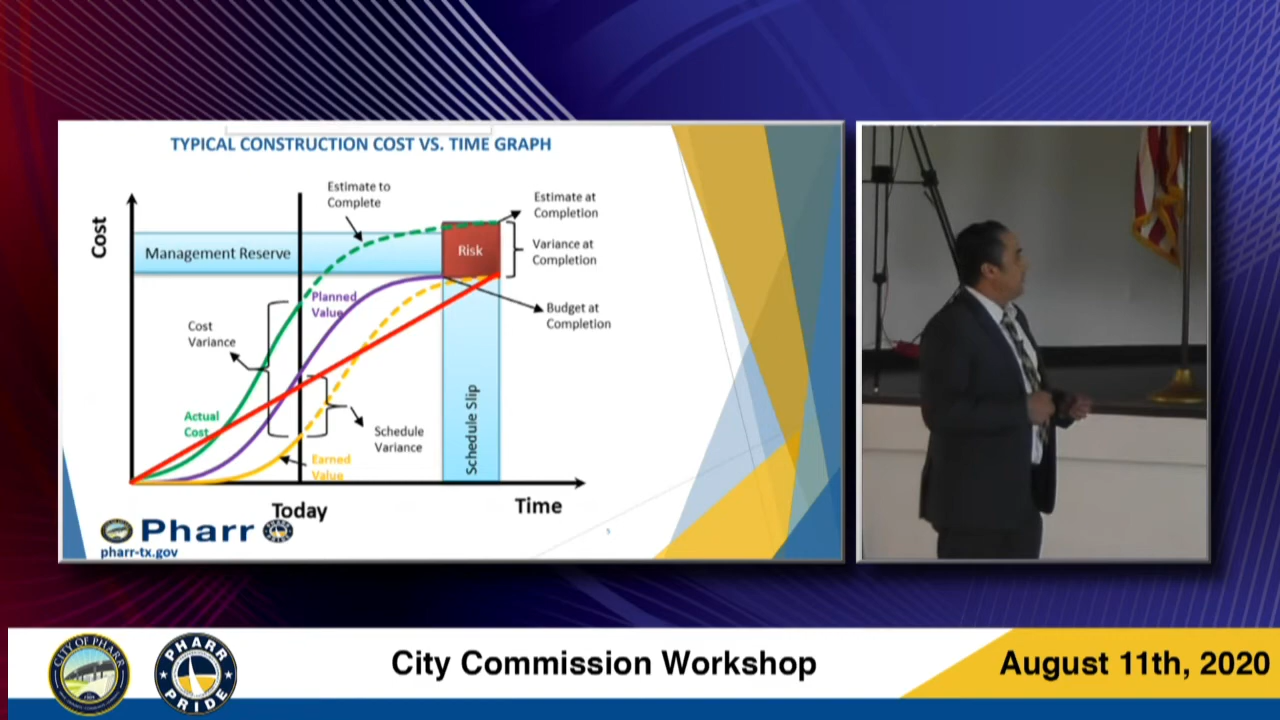 TYPICAL CONSTRUCTION COST VS. TIME GRAPH
Estimate to
Complete
Estimate at
Completion
Cost
Management Reserve
Risk
Variance at
Completion
Planned
Value
Budget at
Completion
Cost
Variance
Actual
Cost
Schedule
Variance
Schedule Slip
Earned
Value
Today
Time
Pharr
pharr-tx.gov
CITY OF PHARR
PHARR
PRIDE
City Commission Workshop
August 11th, 2020